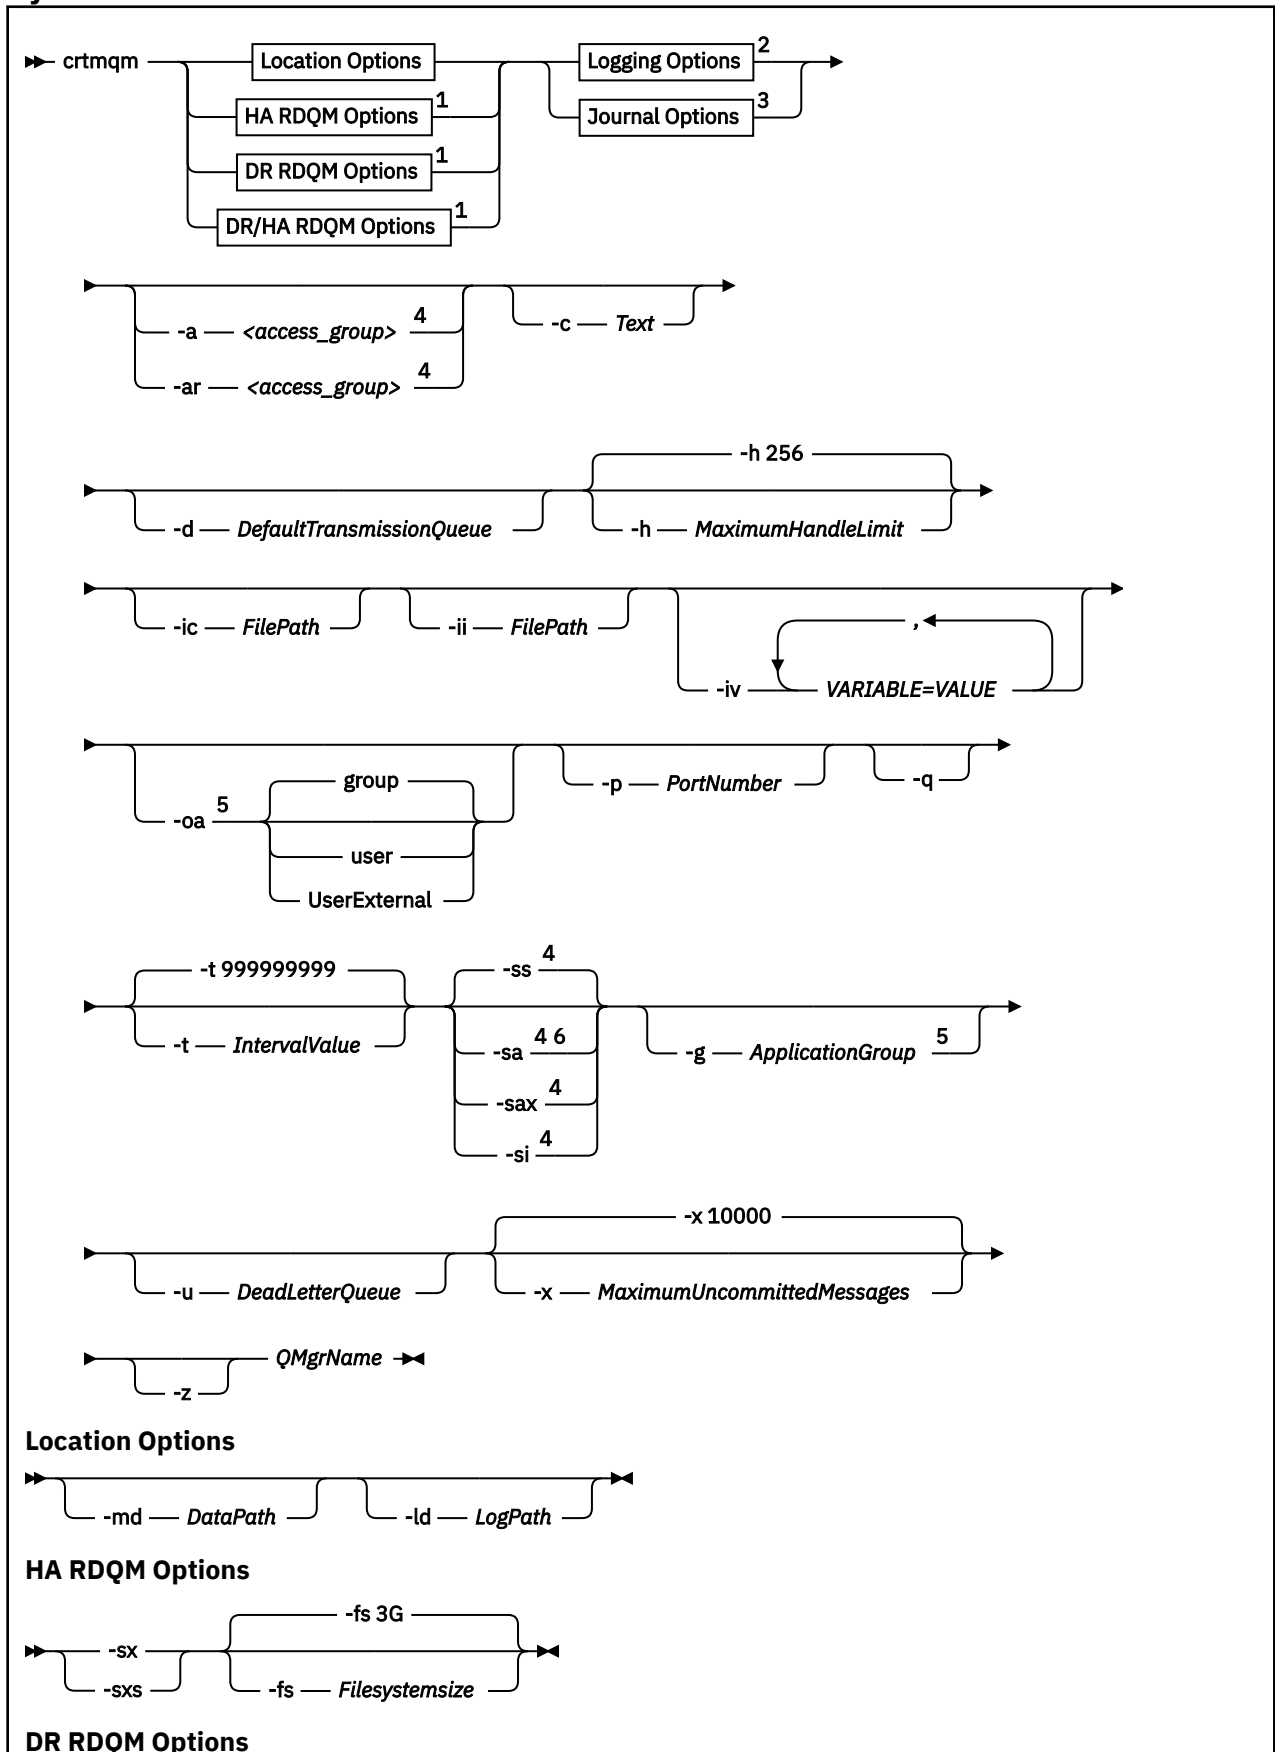 crtmqm Location Options Logging Options 2
HA RDQM Options 1 Journal Options 3
DR RDQM Options 1
DR/HA RDQM Options 1
-a <access_group> 4 -c Text
-ar <access_group> 4
-h 256
-d DefaultTransmissionQueue -h MaximumHandleLimit
-ic FilePath -ii FilePath
,
-iv VARIABLE=VALUE
-oa 5 group -p PortNumber -q
user
UserExternal
-t 999999999 -ss 4
-t IntervalValue -sa 4 6 -g ApplicationGroup 5
-sax 4
-si 4
-x 10000
-u DeadLetterQueue -x MaximumUncommittedMessages
-z QMgrName
Location Options
-md DataPath -ld LogPath
HA RDQM Options
-fs 3G
-sx
-sxs -fs Filesystemsize
DR RDQM Options